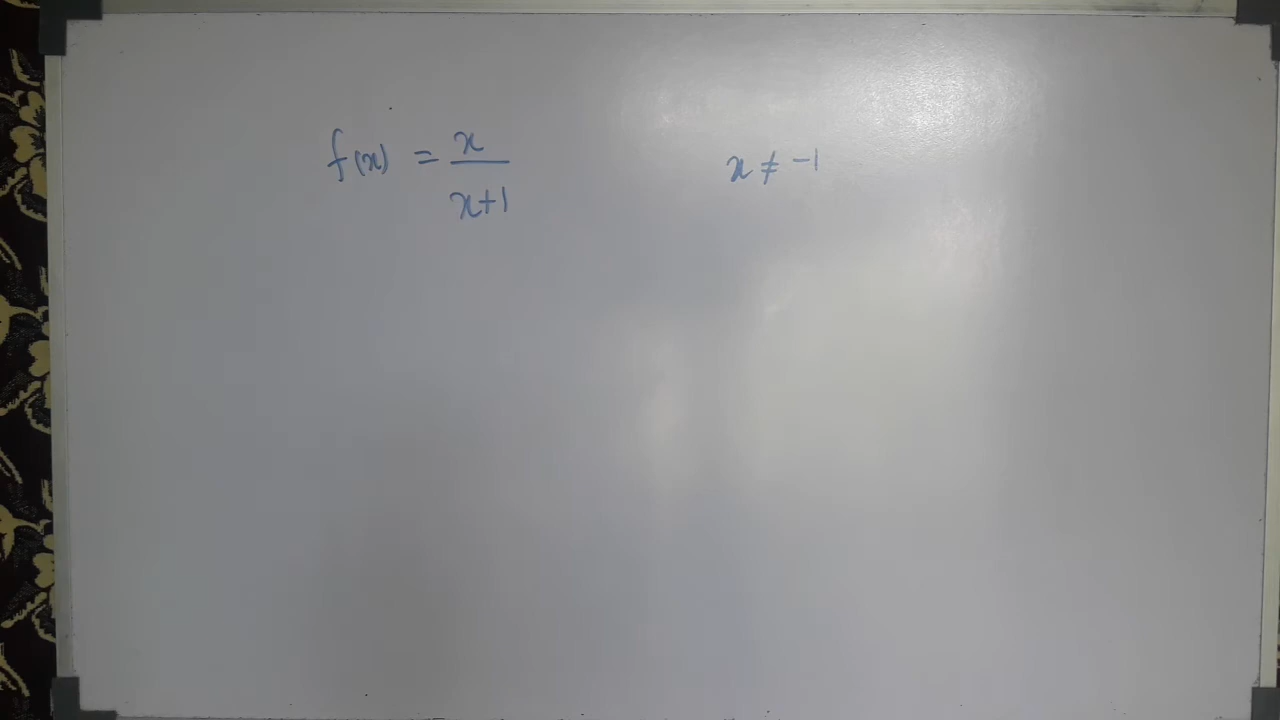 f(x) = x/(x+1)    x ≠ -1